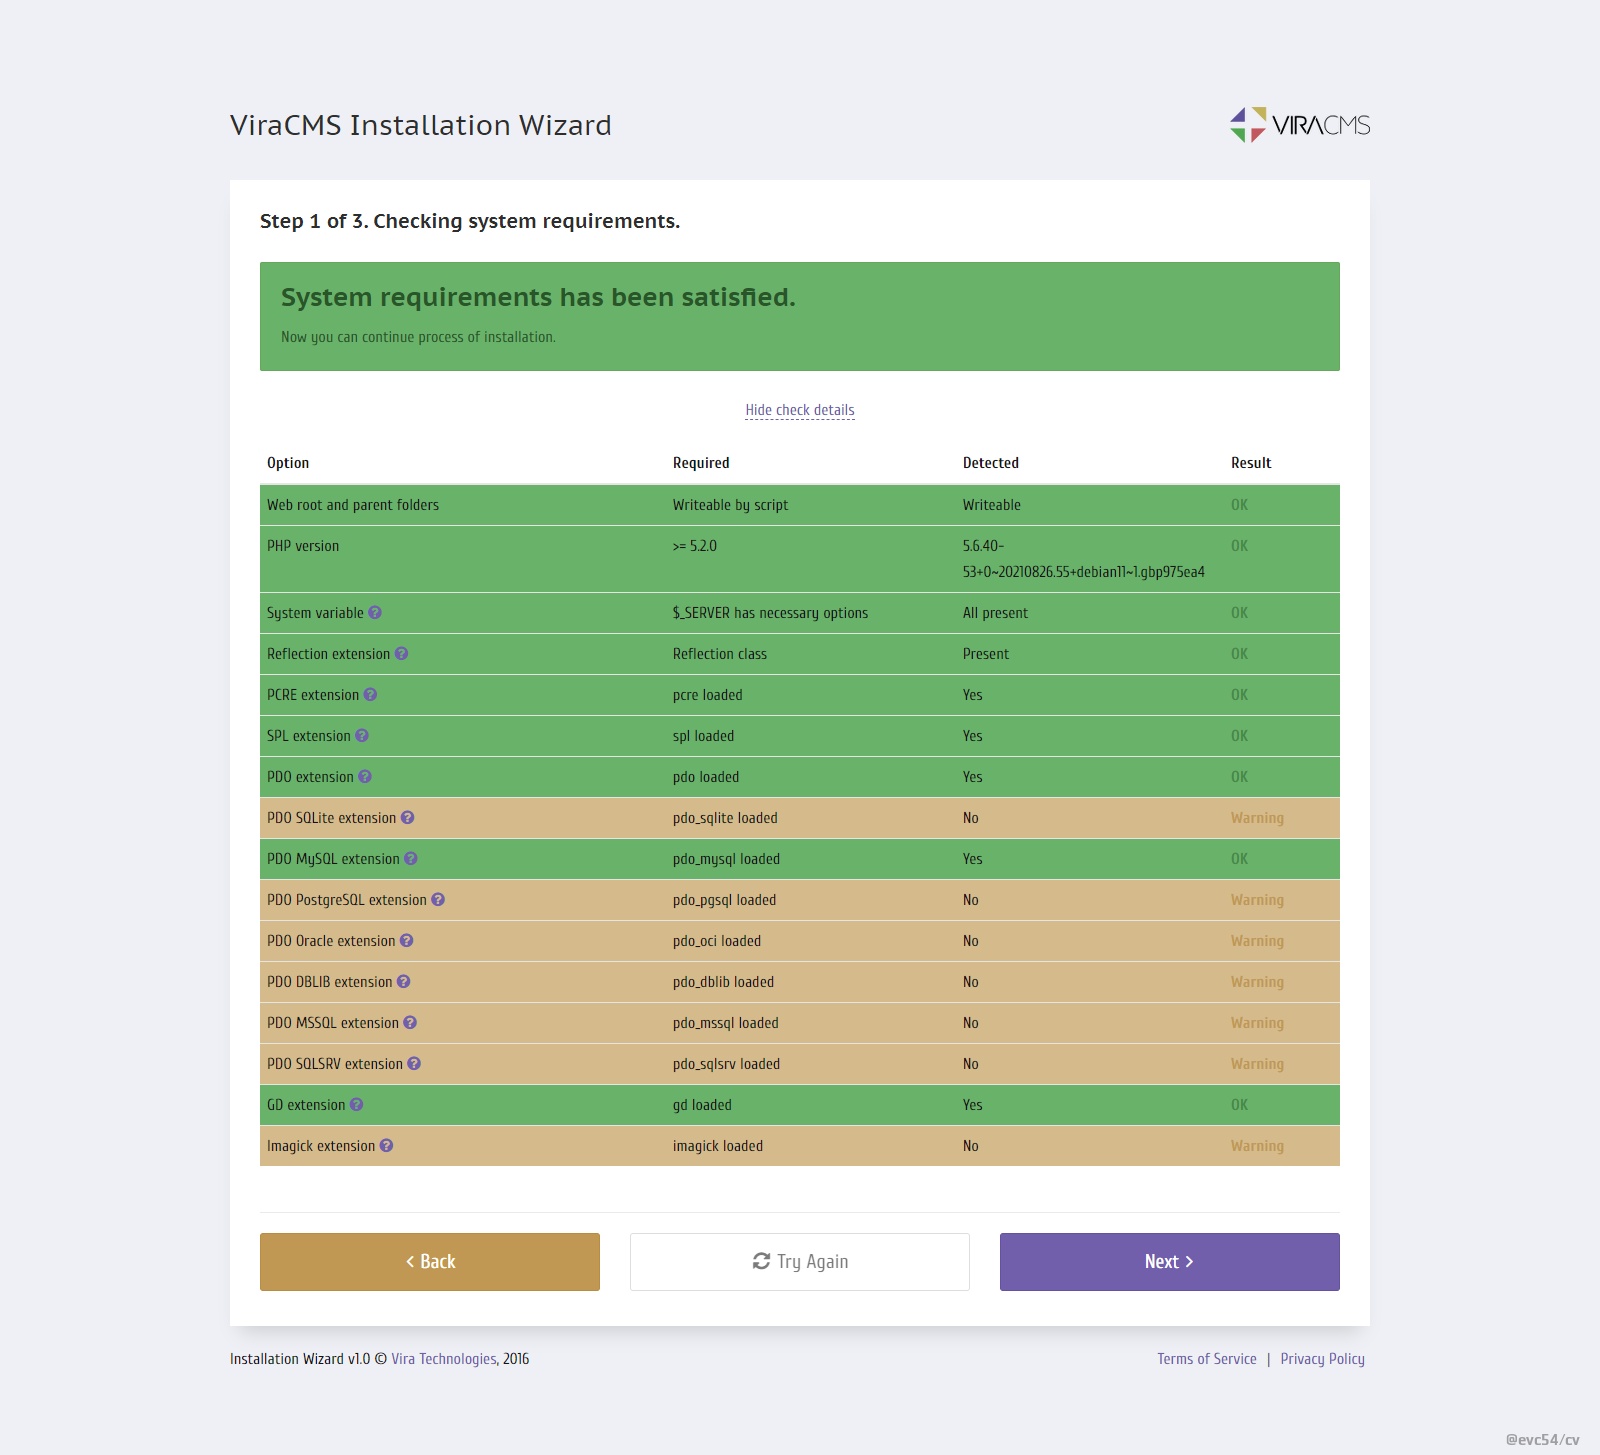 ViraCMS Installation Wizard
VIRACMS
Step 1 of 3. Checking system requirements.
System requirements has been satisfied.
Now you can continue process of installation.
Hide check details
Option Required Detected Result
Web root and parent folders Writeable by script Writeable OK
PHP version >= 5.2.0 5.6.40- OK
53+0~20210826.55+debian11~1.gbp975ea4
System variable ? $_SERVER has necessary options All present OK
Reflection extension ? Reflection class Present OK
PCRE extension ? pcre loaded Yes OK
SPL extension ? spl loaded Yes OK
PDO extension ? pdo loaded Yes OK
PDO SQLite extension ? pdo_sqlite loaded No Warning
PDO MySQL extension ? pdo_mysql loaded Yes OK
PDO PostgreSQL extension ? pdo_pgsql loaded No Warning
PDO Oracle extension ? pdo_oci loaded No Warning
PDO DBLIB extension ? pdo_dblib loaded No Warning
PDO MSSQL extension ? pdo_mssql loaded No Warning
PDO SQLSRV extension ? pdo_sqlsrv loaded No Warning
GD extension ? gd loaded Yes OK
Imagick extension ? imagick loaded No Warning
< Back Try Again Next >
Installation Wizard v1.0 © Vira Technologies, 2016 Terms of Service | Privacy Policy
@evc54/cv